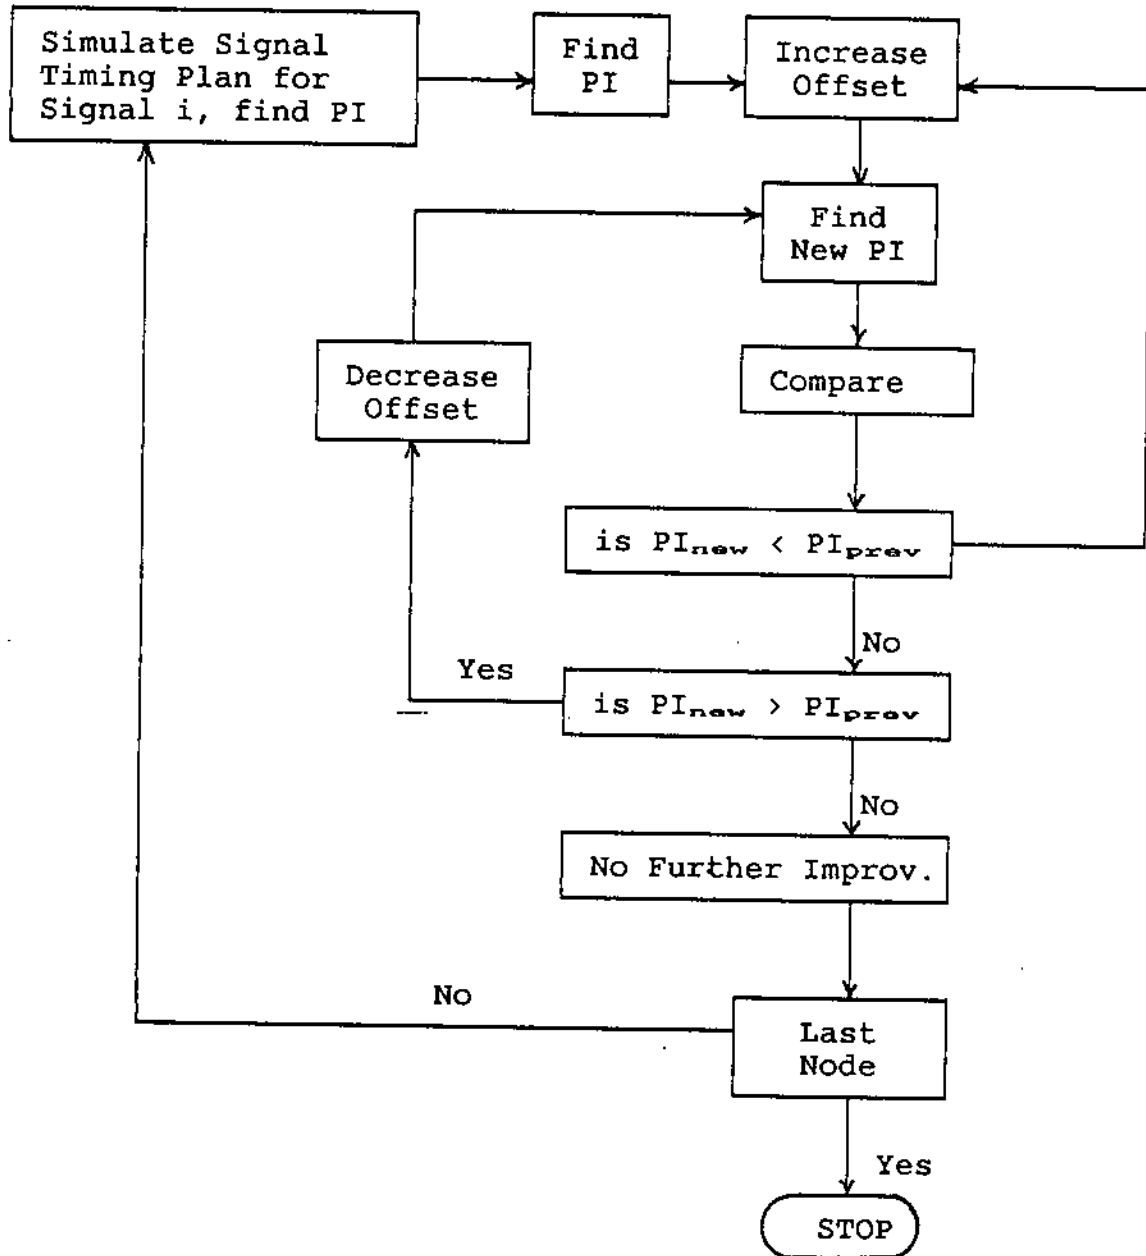 Simulate Signal
Timing Plan for
Signal i, find PI
Find
PI
Increase
Offset
Find
New PI
Decrease
Offset
Compare
is PInew < PIprev
No
Yes
is PInew > PIprev
No
No Further Improv.
No
Last
Node
Yes
STOP